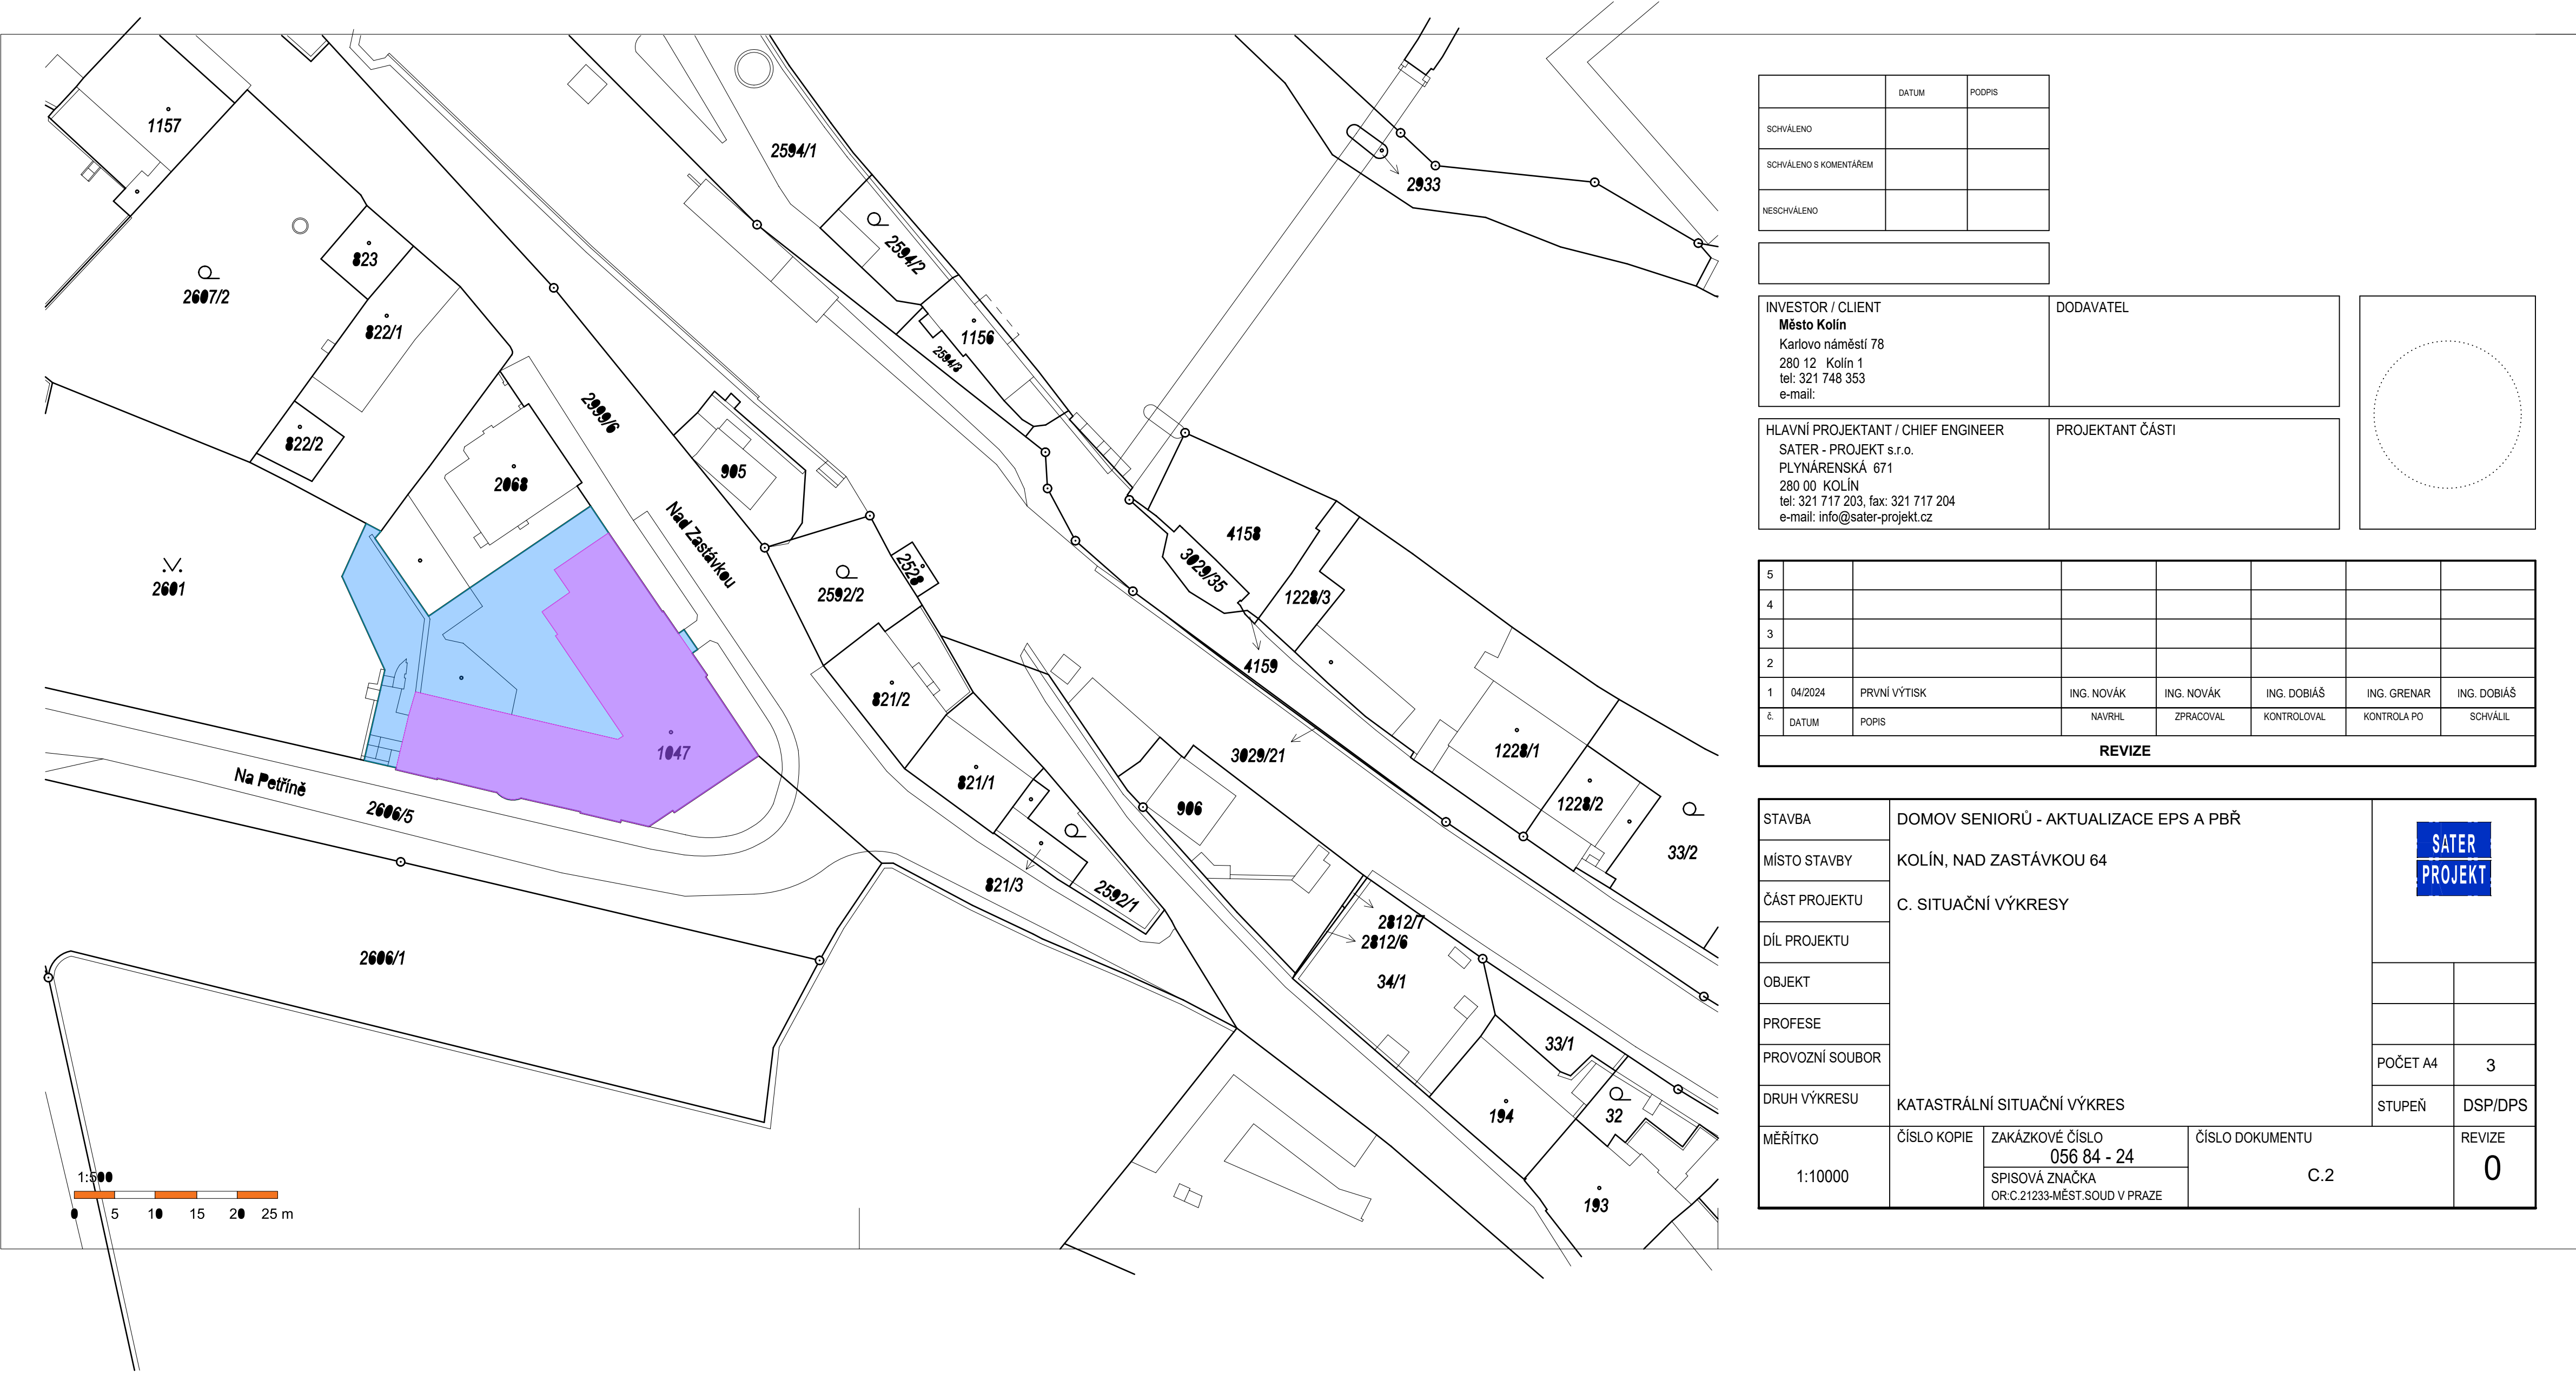 1157
2594/1
2933
823
2594/2
2607/2
822/1
1156
2594/3
2999/6
822/2
905
2068
Nad Zastávkou
4158
2528
3029/35
2601
2592/2
1228/3
4159
821/2
1047
3029/21
1228/1
821/1
Na Petříně
906
1228/2
2606/5
33/2
821/3
2592/1
2812/7
2812/6
2606/1
34/1
33/1
194
32
193
1:500
0 5 10 15 20 25 m
DATUM PODPIS
SCHVÁLENO
SCHVÁLENO S KOMENTÁŘEM
NESCHVÁLENO
INVESTOR / CLIENT
Město Kolín
Karlovo náměstí 78
280 12 Kolín 1
tel: 321 748 353
e-mail:
DODAVATEL
HLAVNÍ PROJEKTANT / CHIEF ENGINEER
SATER - PROJEKT s.r.o.
PLYNÁRENSKÁ 671
280 00 KOLÍN
tel: 321 717 203, fax: 321 717 204
e-mail: info@sater-projekt.cz
PROJEKTANT ČÁSTI
5
4
3
2
1 04/2024 PRVNÍ VÝTISK ING. NOVÁK ING. NOVÁK ING. DOBIÁŠ ING. GRENAR ING. DOBIÁŠ
č. DATUM POPIS NAVRHL ZPRACOVAL KONTROLOVAL KONTROLA PO SCHVÁLIL
REVIZE
STAVBA DOMOV SENIORŮ - AKTUALIZACE EPS A PBŘ
MÍSTO STAVBY KOLÍN, NAD ZASTÁVKOU 64
ČÁST PROJEKTU C. SITUAČNÍ VÝKRESY
DÍL PROJEKTU
OBJEKT
PROFESE
PROVOZNÍ SOUBOR
DRUH VÝKRESU KATASTRÁLNÍ SITUAČNÍ VÝKRES
SATER
PROJEKT
POČET A4 3
STUPEŇ DSP/DPS
MĚŘÍTKO
1:10000
ČÍSLO KOPIE
ZAKÁZKOVÉ ČÍSLO
056 84 - 24
SPISOVÁ ZNAČKA
OR:C.21233-MĚST.SOUD V PRAZE
ČÍSLO DOKUMENTU
C.2
REVIZE
0